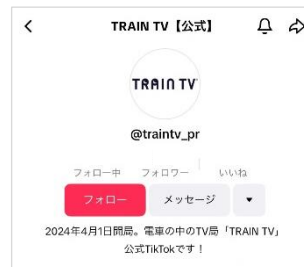 TRAIN TV【公式】
TRAIN TV
@traintv_pr
フォロー中 フォロワー いいね
フォロー メッセージ
2024年4月1日開局。電車の中のTV局「TRAIN TV」
公式TikTokです！